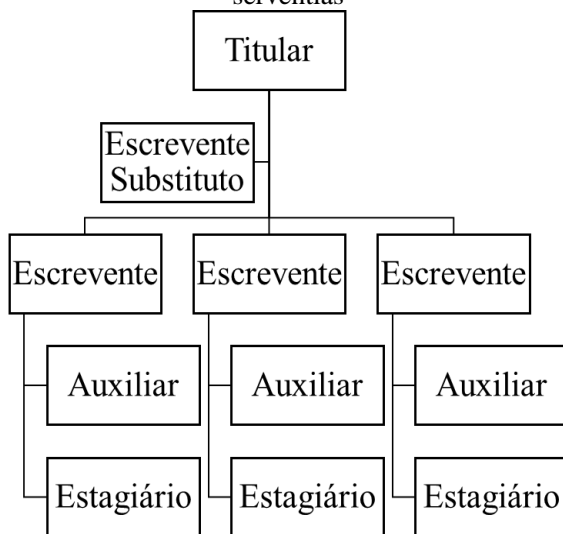 serventias
Titular
Escrevente
Substituto
Escrevente
Escrevente
Escrevente
Auxiliar
Auxiliar
Auxiliar
Estagiário
Estagiário
Estagiário